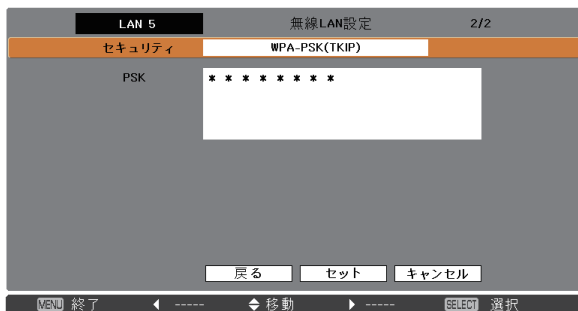 LAN 5 無線LAN設定 2/2
セキュリティ WPA-PSK(TKIP)
PSK * * * * * * * *
戻る セット キャンセル
MENU 終了 ◀ ----- ◆ 移動 ▶ ----- SELECT 選択